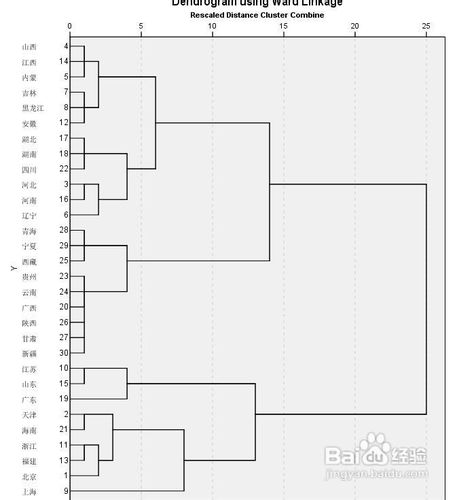 Dendrogram using Ward Linkage
Rescaled Distance Cluster Combine
0 5 10 15 20 25
山西 4
江西 14
内蒙 5
吉林 7
黑龙江 8
安徽 12
湖北 17
湖南 18
四川 22
河北 3
河南 16
辽宁 6
青海 28
宁夏 29
西藏 25
贵州 23
云南 24
广西 20
陕西 26
甘肃 27
新疆 30
江苏 10
山东 15
广东 19
天津 2
海南 21
浙江 11
福建 13
北京 1
上海 9
Y
Baidu 经验
jingyan.baidu.com